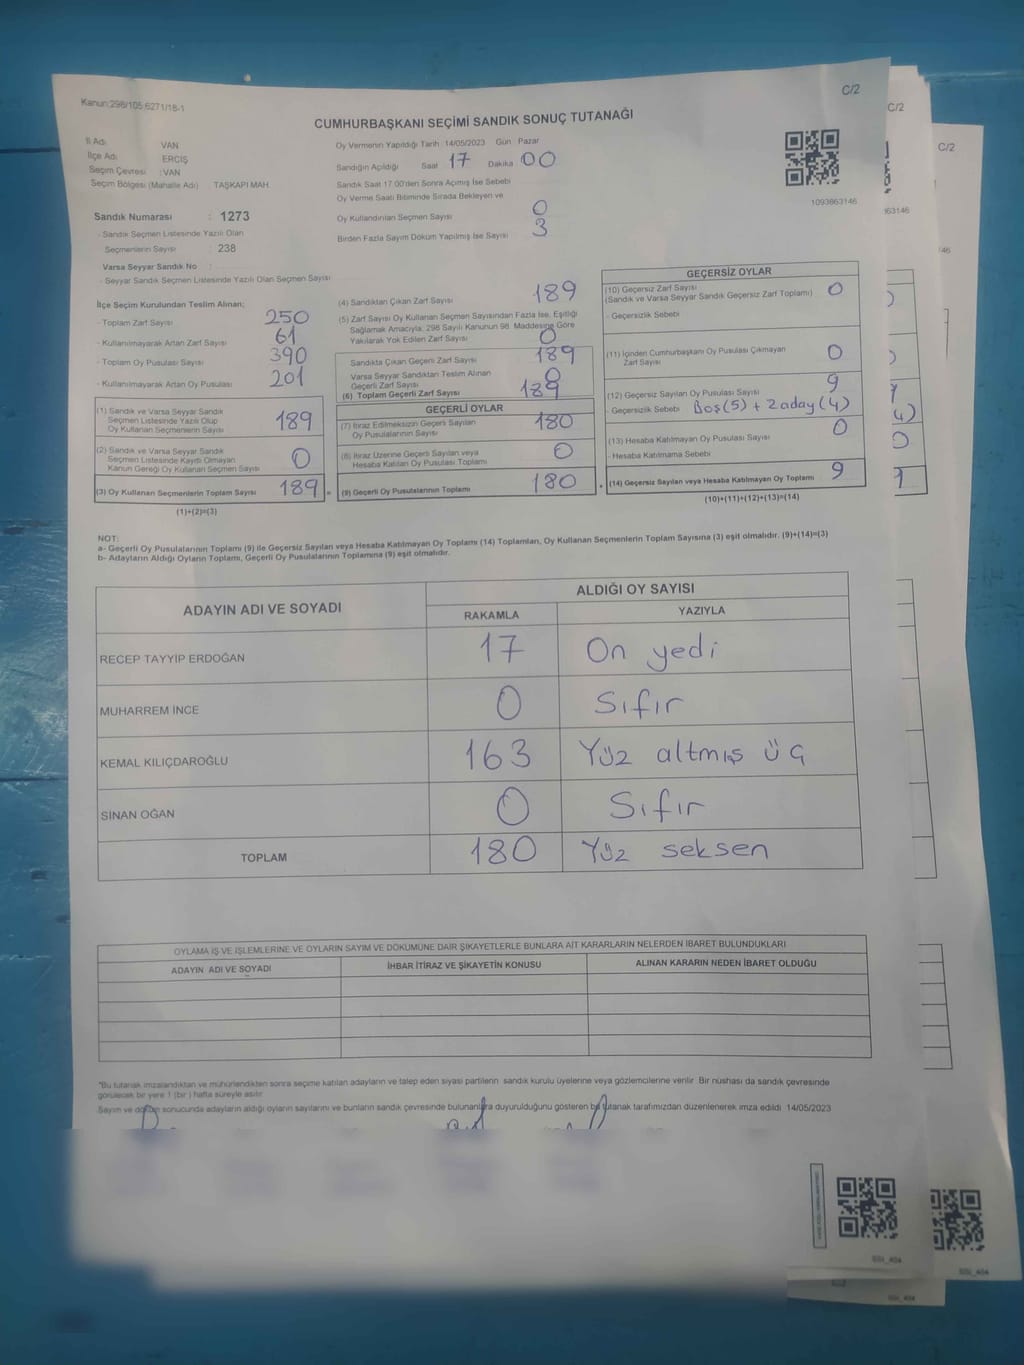 Kanun:298/105;6271/18-1
C/2
CUMHURBAŞKANI SEÇİMİ SANDIK SONUÇ TUTANAĞI
İl Adı : VAN
İlçe Adı : ERCİŞ
Seçim Çevresi : VAN
Seçim Bölgesi (Mahalle Adı) TAŞKAPI MAH
Sandık Numarası : 1273
- Sandık Seçmen Listesinde Yazılı Olan
Seçmenlerin Sayısı : 238
Varsa Seyyar Sandık No :
- Seyyar Sandık Seçmen Listesinde Yazılı Olan Seçmen Sayısı
Oy Vermenin Yapıldığı Tarih 14/05/2023 Gün Pazar
Sandığın Açıldığı Saat 17 Dakika 00
Sandık Saat 17.00'den Sonra Açılmış İse Sebebi
Oy Verme Saati Bitiminde Sırada Bekleyen ve
Oy Kullandırılan Seçmen Sayısı 0
Birden Fazla Sayım Döküm Yapılmış İse Sayısı 3
1093863146
İlçe Seçim Kurulundan Teslim Alınan;
- Toplam Zarf Sayısı 250
- Kullanılmayarak Artan Zarf Sayısı 61
- Toplam Oy Pusulası Sayısı 390
- Kullanılmayarak Artan Oy Pusulası 201
(1) Sandık ve Varsa Seyyar Sandık
Seçmen Listesinde Yazılı Olup
Oy Kullanan Seçmenlerin Sayısı 189
(2) Sandık ve Varsa Seyyar Sandık
Seçmen Listesinde Kayıtlı Olmayan
Kanun Gereği Oy Kullanan Seçmen Sayısı 0
(3) Oy Kullanan Seçmenlerin Toplam Sayısı 189 =
(1)+(2)=(3)
(4) Sandıktan Çıkan Zarf Sayısı 189
(5) Zarf Sayısı Oy Kullanan Seçmen Sayısından Fazla İse, Eşitliği
Sağlamak Amacıyla, 298 Sayılı Kanunun 98. Maddesine Göre
Yakılarak Yok Edilen Zarf Sayısı 0
Sandıkta Çıkan Geçerli Zarf Sayısı 189
Varsa Seyyar Sandıktan Teslim Alınan
Geçerli Zarf Sayısı 0
(6) Toplam Geçerli Zarf Sayısı 189
GEÇERLİ OYLAR
(7) İtiraz Edilmeksizin Geçerli Sayılan
Oy Pusulalarının Sayısı 180
(8) İtiraz Üzerine Geçerli Sayılan veya
Hesaba Katılan Oy Pusulası Toplamı 0
(9) Geçerli Oy Pusulalarının Toplamı 180 +
GEÇERSİZ OYLAR
(10) Geçersiz Zarf Sayısı 0
(Sandık ve Varsa Seyyar Sandık Geçersiz Zarf Toplamı)
- Geçersizlik Sebebi
(11) İçinden Cumhurbaşkanı Oy Pusulası Çıkmayan
Zarf Sayısı 0
(12) Geçersiz Sayılan Oy Pusulası Sayısı 9
- Geçersizlik Sebebi Boş(5) + 2aday(4)
(13) Hesaba Katılmayan Oy Pusulası Sayısı 0
- Hesaba Katılmama Sebebi
(14) Geçersiz Sayılan veya Hesaba Katılmayan Oy Toplamı 9
(10)+(11)+(12)+(13)=(14)
NOT:
a- Geçerli Oy Pusulalarının Toplamı (9) ile Geçersiz Sayılan veya Hesaba Katılmayan Oy Toplamı (14) Toplamları, Oy Kullanan Seçmenlerin Toplam Sayısına (3) eşit olmalıdır. (9)+(14)=(3)
b- Adayların Aldığı Oyların Toplamı, Geçerli Oy Pusulalarının Toplamına (9) eşit olmalıdır.
ADAYIN ADI VE SOYADI
ALDIĞI OY SAYISI
RAKAMLA YAZIYLA
RECEP TAYYİP ERDOĞAN 17 On yedi
MUHARREM İNCE 0 Sıfır
KEMAL KILIÇDAROĞLU 163 Yüz altmış üç
SİNAN OĞAN 0 Sıfır
TOPLAM 180 Yüz seksen
OYLAMA İŞ VE İŞLEMLERİNE VE OYLARIN SAYIM VE DÖKÜMÜNE DAİR ŞİKAYETLERLE BUNLARA AİT KARARLARIN NELERDEN İBARET BULUNDUKLARI
ADAYIN ADI VE SOYADI İHBAR İTİRAZ VE ŞİKAYETİN KONUSU ALINAN KARARIN NEDEN İBARET OLDUĞU
*Bu tutanak imzalandıktan ve mühürlendikten sonra seçime katılan adayların ve talep eden siyasi partilerin sandık kurulu üyelerine veya gözlemcilerine verilir. Bir nüshası da sandık çevresinde
görülecek bir yere 1 (bir) hafta süreyle asılır.
Sayım ve döküm sonucunda adayların aldığı oyların sayılarını ve bunların sandık çevresinde bulunanlara duyurulduğunu gösteren bu tutanak tarafımızdan düzenlenerek imza edildi 14/05/2023
C/2
63146
4)
0
9
C/2
46